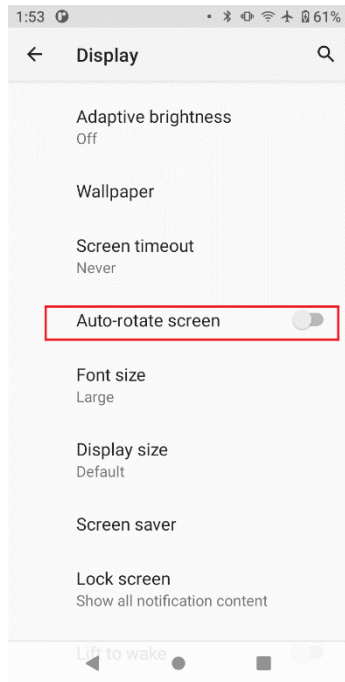 1:53 61%
Display
Adaptive brightness
Off
Wallpaper
Screen timeout
Never
Auto-rotate screen
Font size
Large
Display size
Default
Screen saver
Lock screen
Show all notification content
Lift to wake